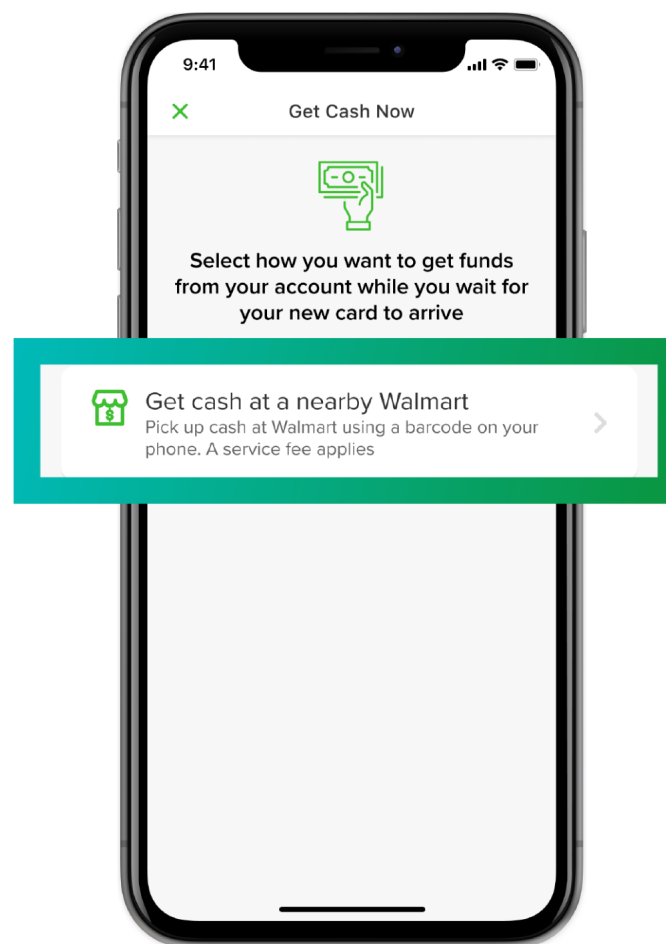 9:41
Get Cash Now
Select how you want to get funds
from your account while you wait for
your new card to arrive
Get cash at a nearby Walmart
Pick up cash at Walmart using a barcode on your
phone. A service fee applies